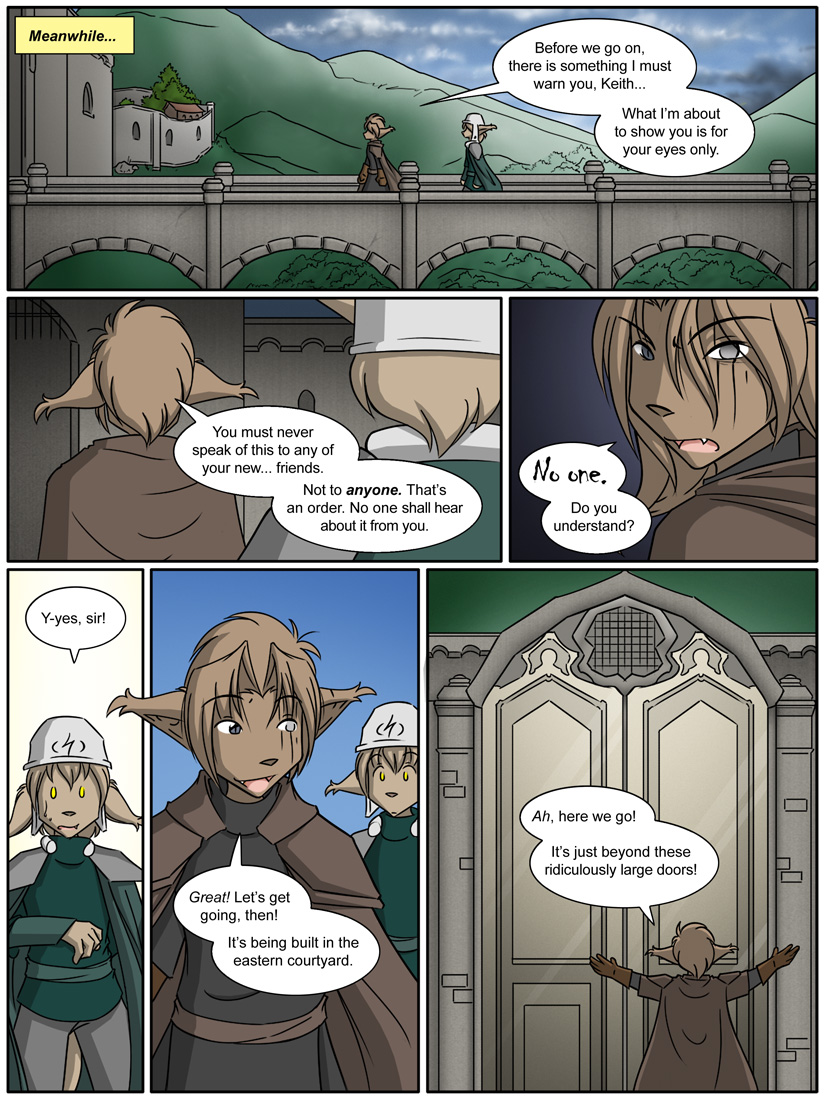 Meanwhile...
Before we go on,
there is something I must
warn you, Keith...
What I'm about
to show you is for
your eyes only.
You must never
speak of this to any of
your new... friends.
Not to anyone. That's
an order. No one shall hear
about it from you.
No one.
Do you
understand?
Y-yes, sir!
Great! Let's get
going, then!
It's being built in the
eastern courtyard.
Ah, here we go!
It's just beyond these
ridiculously large doors!